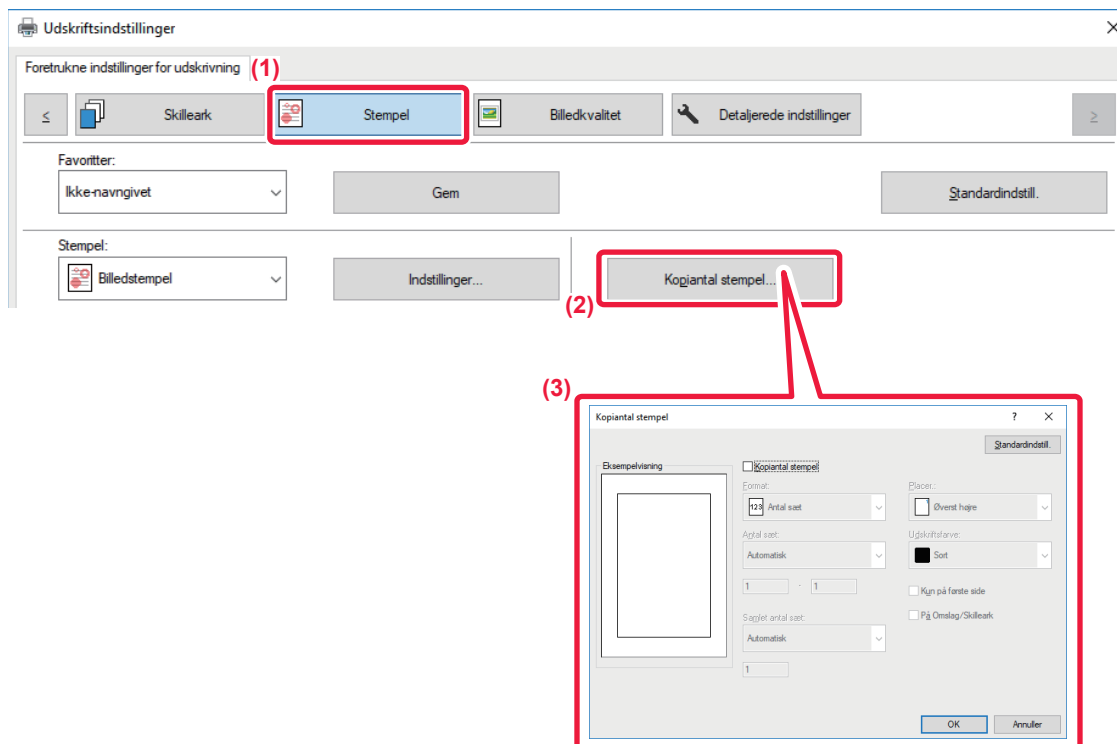 Udskriftsindstillinger
Foretrukne indstillinger for udskrivning
(1)
< Skilleark Stempel Billedkvalitet Detaljerede indstillinger >
Favoritter:
Ikke-navngivet Gem Standardindstill.
Stempel:
Billedstempel Indstillinger... Kopiantal stempel...
(2)
(3)
Kopiantal stempel ? X
Standardindstill.
Eksempelvisning Kopiantal stempel
Format: Placer.:
123 Antal sæt Øverst højre
Antal sæt: Udskriftsfarve:
Automatisk Sort
1 - 1 Kun på første side
Samlet antal sæt: På Omslag/Skilleark
Automatisk
1
OK Annuller